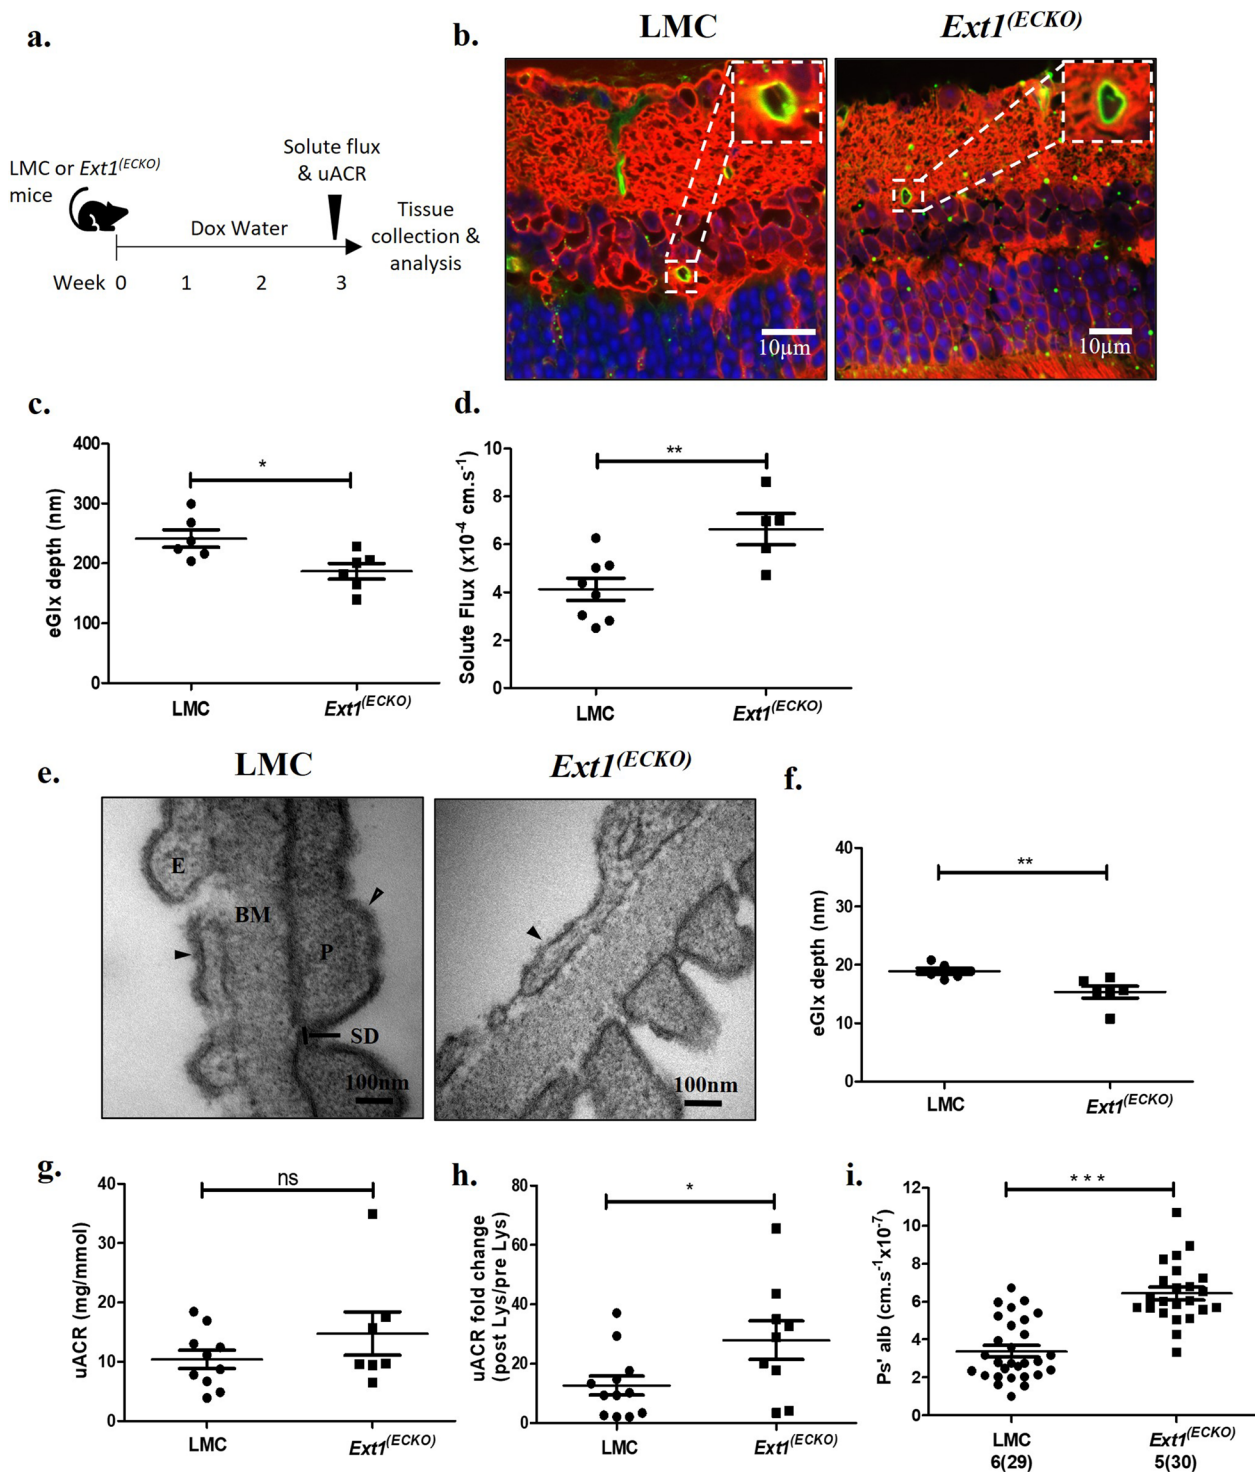 a.
LMC or Ext1(ECKO)
mice
Solute flux
& uACR
Dox Water
Tissue
collection &
analysis
Week 0 1 2 3
b.
LMC
Ext1(ECKO)
10µm
10µm
c.
eGlx depth (nm)
400
300
200
100
0
*
LMC
Ext1(ECKO)
d.
Solute Flux (x10-4 cm.s-1)
10
8
6
4
2
0
**
LMC
Ext1(ECKO)
e.
LMC
Ext1(ECKO)
E
BM
P
SD
100nm
100nm
f.
eGlx depth (nm)
40
30
20
10
0
**
LMC
Ext1(ECKO)
g.
uACR (mg/mmol)
40
30
20
10
0
ns
LMC
Ext1(ECKO)
h.
uACR fold change
(post Lys/pre Lys)
80
60
40
20
0
*
LMC
Ext1(ECKO)
i.
Ps' alb (cm.s-1x10-7)
12
10
8
6
4
2
0
***
LMC
6(29)
Ext1(ECKO)
5(30)